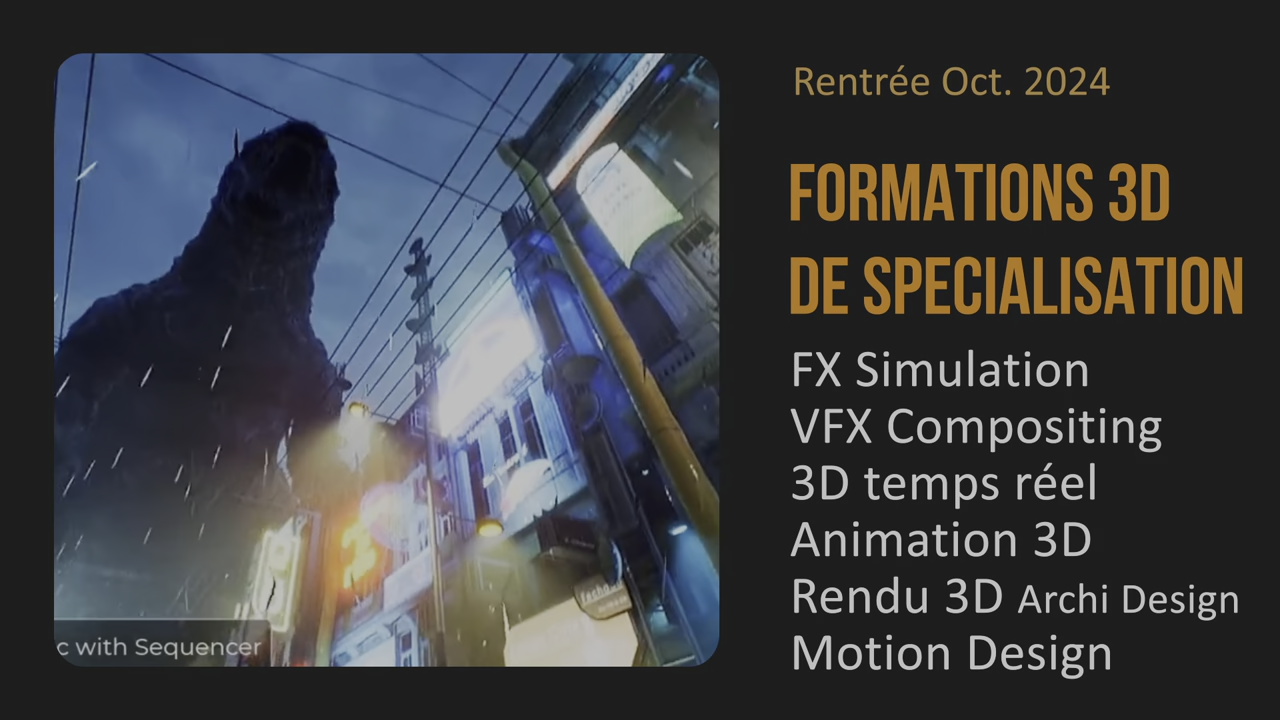 Rentrée Oct. 2024
FORMATIONS 3D
DE SPECIALISATION
FX Simulation
VFX Compositing
3D temps réel
Animation 3D
Rendu 3D Archi Design
Motion Design
c with Sequencer